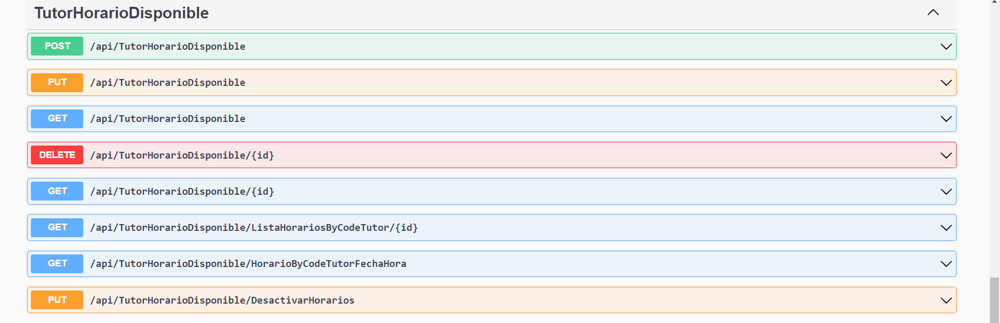 TutorHorarioDisponible
POST /api/TutorHorarioDisponible
PUT /api/TutorHorarioDisponible
GET /api/TutorHorarioDisponible
DELETE /api/TutorHorarioDisponible/{id}
GET /api/TutorHorarioDisponible/{id}
GET /api/TutorHorarioDisponible/ListaHorariosByCodeTutor/{id}
GET /api/TutorHorarioDisponible/HorarioByCodeTutorFechaHora
PUT /api/TutorHorarioDisponible/DesactivarHorarios